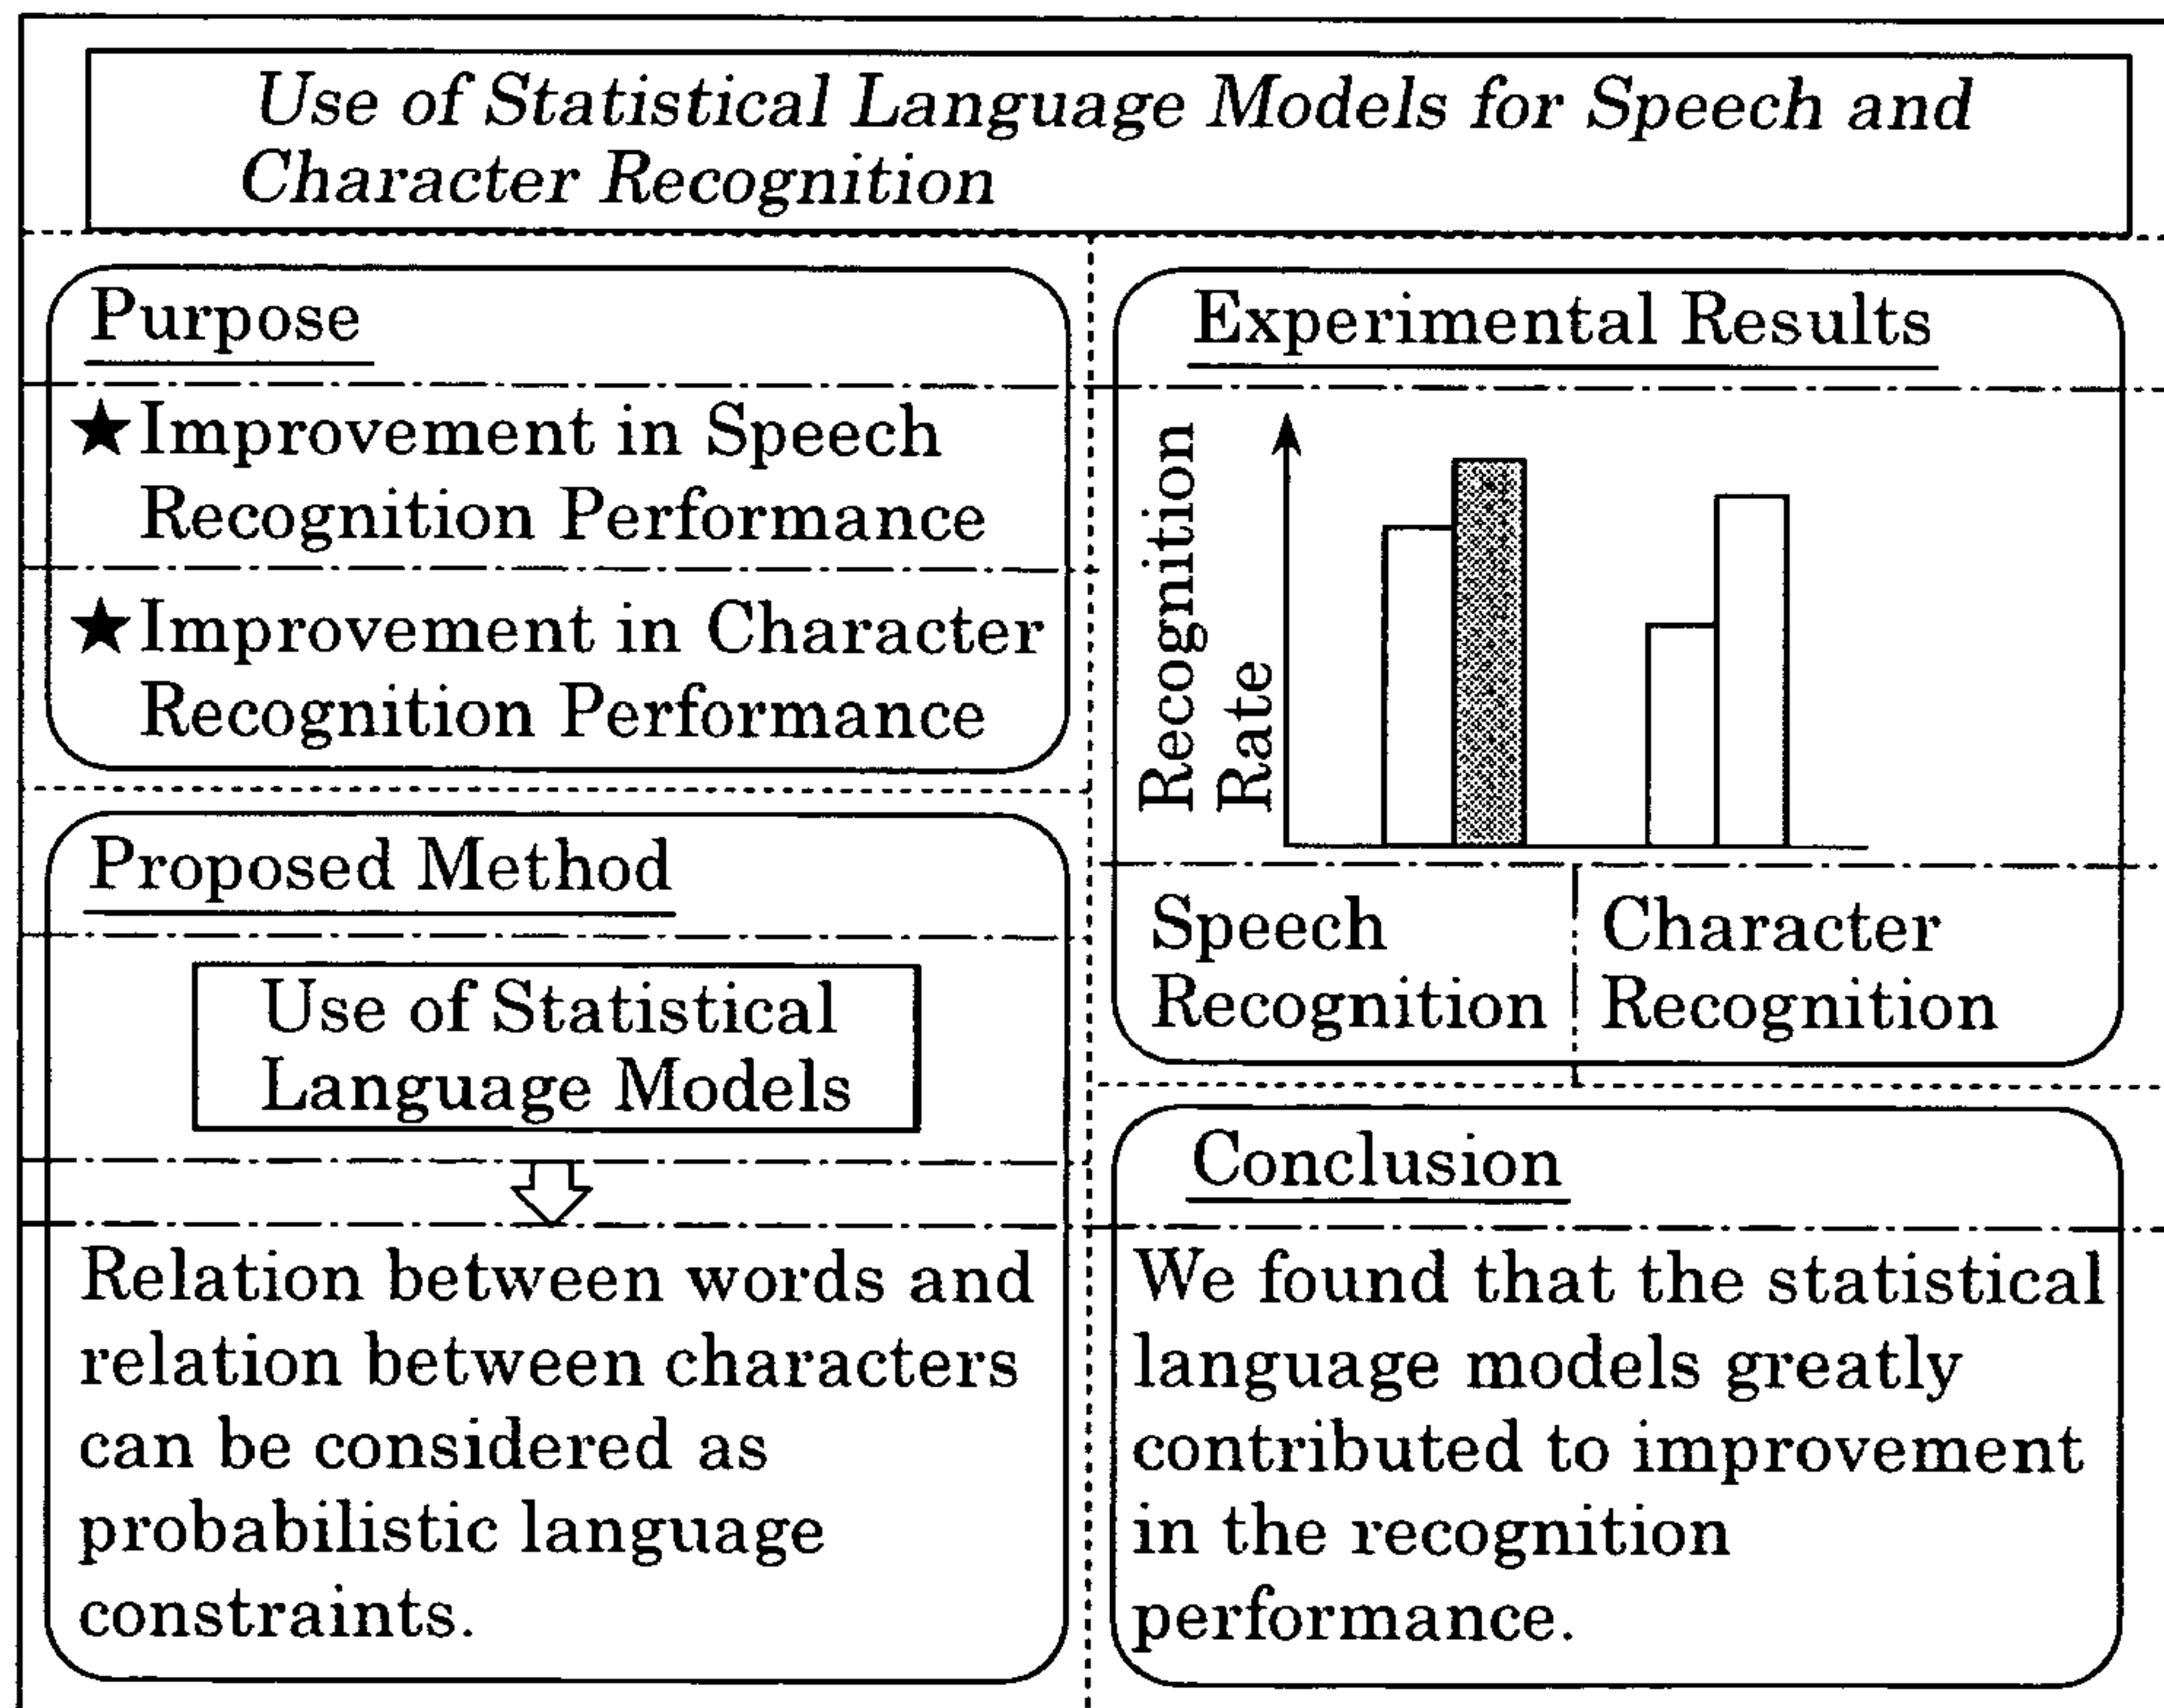 Use of Statistical Language Models for Speech and
Character Recognition
Purpose
★Improvement in Speech
Recognition Performance
★Improvement in Character
Recognition Performance
Proposed Method
Use of Statistical
Language Models
Relation between words and
relation between characters
can be considered as
probabilistic language
constraints.
Experimental Results
Recognition
Rate
Speech
Recognition
Character
Recognition
Conclusion
We found that the statistical
language models greatly
contributed to improvement
in the recognition
performance.